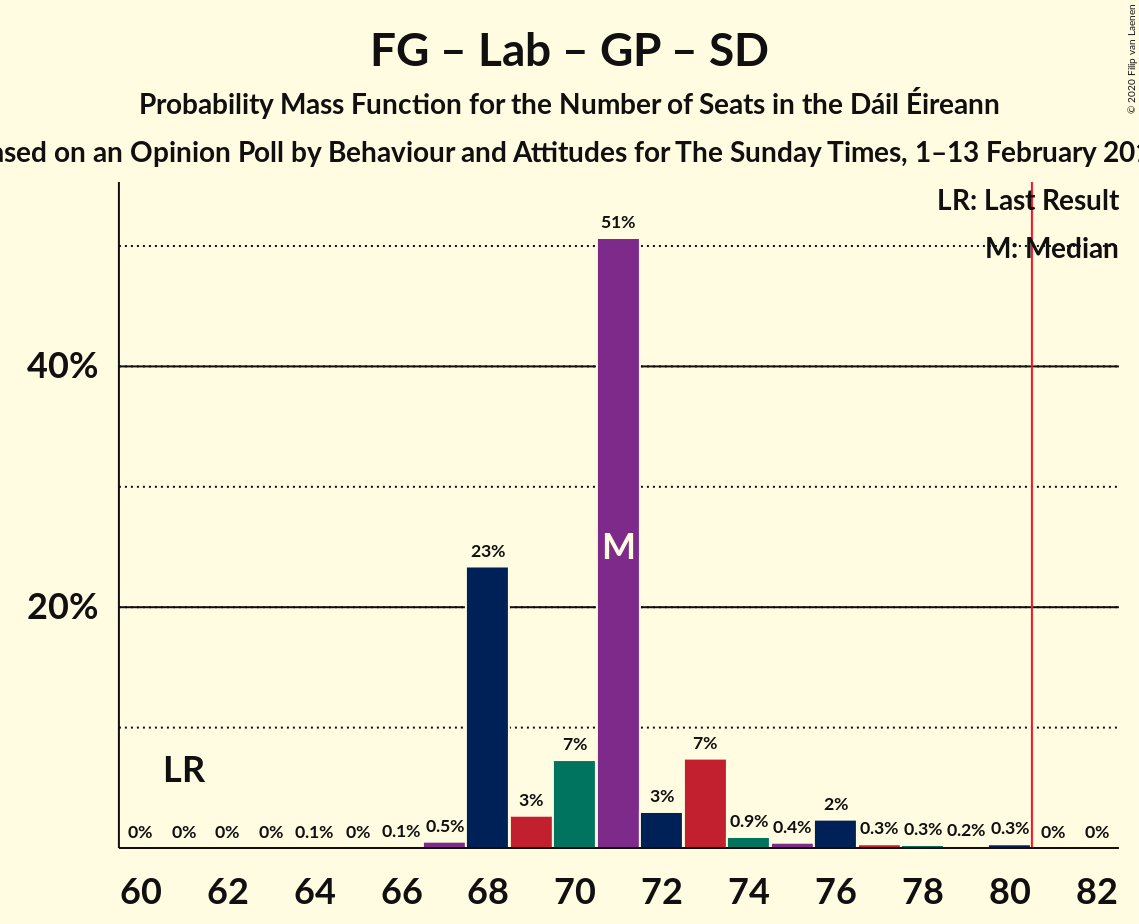 FG – Lab – GP – SD
Probability Mass Function for the Number of Seats in the Dáil Éireann
on an Opinion Poll by Behaviour and Attitudes for The Sunday Times, 1–13 February
© 2020 Filip van Laenen
LR: Last Result
M: Median
51%
40%
23%
M
20%
LR
0% 0% 0% 0% 0.1% 0% 0.1% 0.5% 3% 7% 3% 7% 0.9% 0.4% 2% 0.3% 0.3% 0.2% 0.3% 0% 0%
60 62 64 66 68 70 72 74 76 78 80 82